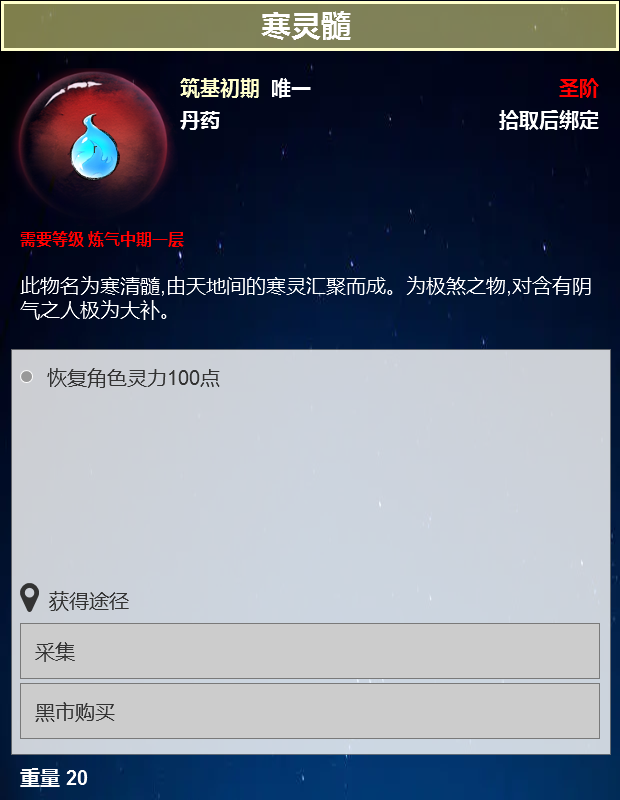 寒灵髓
筑基初期 唯一 圣阶
丹药 拾取后绑定
需要等级 炼气中期一层
此物名为寒清髓,由天地间的寒灵汇聚而成。为极煞之物,对含有阴
气之人极为大补。
恢复角色灵力100点
获得途径
采集
黑市购买
重量 20